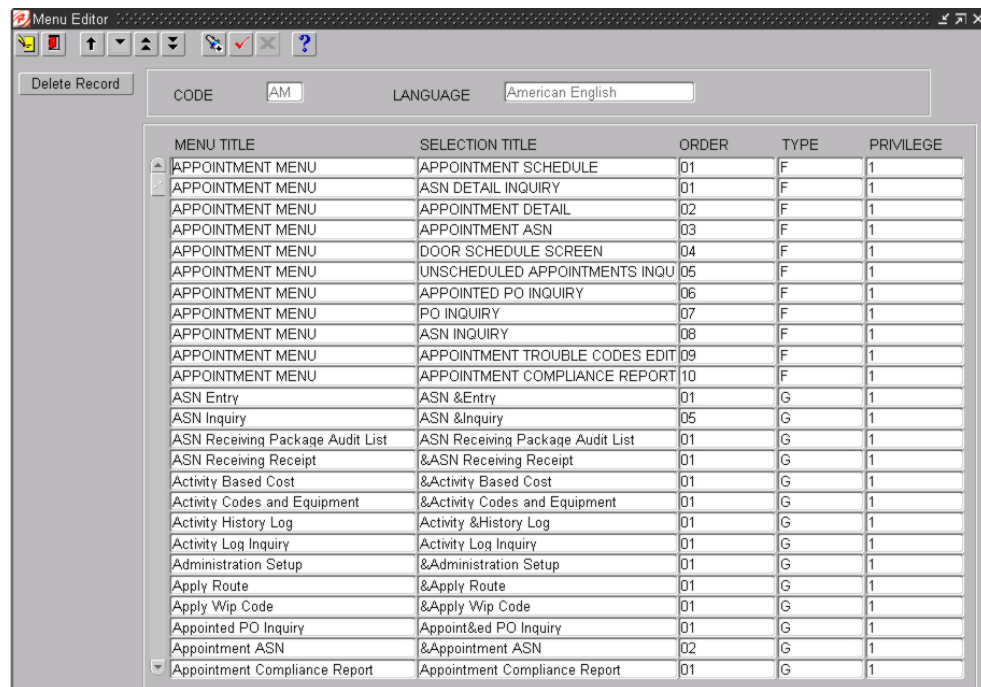 Menu Editor
Delete Record
CODE AM LANGUAGE American English
MENU TITLE SELECTION TITLE ORDER TYPE PRIVILEGE
APPOINTMENT MENU APPOINTMENT SCHEDULE 01 F 1
APPOINTMENT MENU ASN DETAIL INQUIRY 01 F 1
APPOINTMENT MENU APPOINTMENT DETAIL 02 F 1
APPOINTMENT MENU APPOINTMENT ASN 03 F 1
APPOINTMENT MENU DOOR SCHEDULE SCREEN 04 F 1
APPOINTMENT MENU UNSCHEDULED APPOINTMENTS INQU 05 F 1
APPOINTMENT MENU APPOINTED PO INQUIRY 06 F 1
APPOINTMENT MENU PO INQUIRY 07 F 1
APPOINTMENT MENU ASN INQUIRY 08 F 1
APPOINTMENT MENU APPOINTMENT TROUBLE CODES EDIT 09 F 1
APPOINTMENT MENU APPOINTMENT COMPLIANCE REPORT 10 F 1
ASN Entry ASN &Entry 01 G 1
ASN Inquiry ASN &Inquiry 05 G 1
ASN Receiving Package Audit List ASN Receiving Package Audit List 01 G 1
ASN Receiving Receipt &ASN Receiving Receipt 01 G 1
Activity Based Cost &Activity Based Cost 01 G 1
Activity Codes and Equipment &Activity Codes and Equipment 01 G 1
Activity History Log Activity &History Log 01 G 1
Activity Log Inquiry Activity Log Inquiry 01 G 1
Administration Setup &Administration Setup 01 G 1
Apply Route &Apply Route 01 G 1
Apply Wip Code &Apply Wip Code 01 G 1
Appointed PO Inquiry Appoint&ed PO Inquiry 01 G 1
Appointment ASN &Appointment ASN 02 G 1
Appointment Compliance Report Appointment Compliance Report 01 G 1